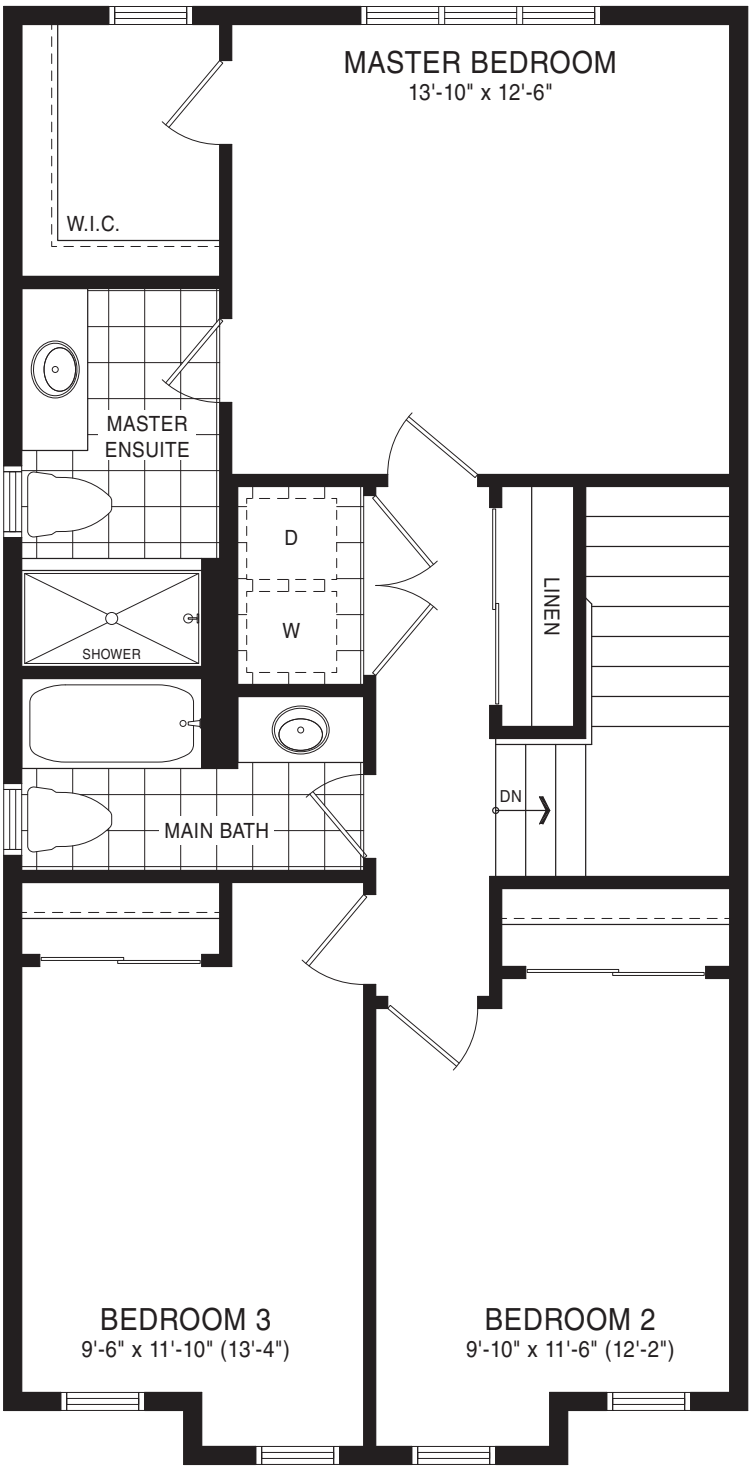 MASTER BEDROOM
13'-10" x 12'-6"
W.I.C.
MASTER
ENSUITE
D
W
LINEN
SHOWER
DN
MAIN BATH
BEDROOM 3
9'-6" x 11'-10" (13'-4")
BEDROOM 2
9'-10" x 11'-6" (12'-2")